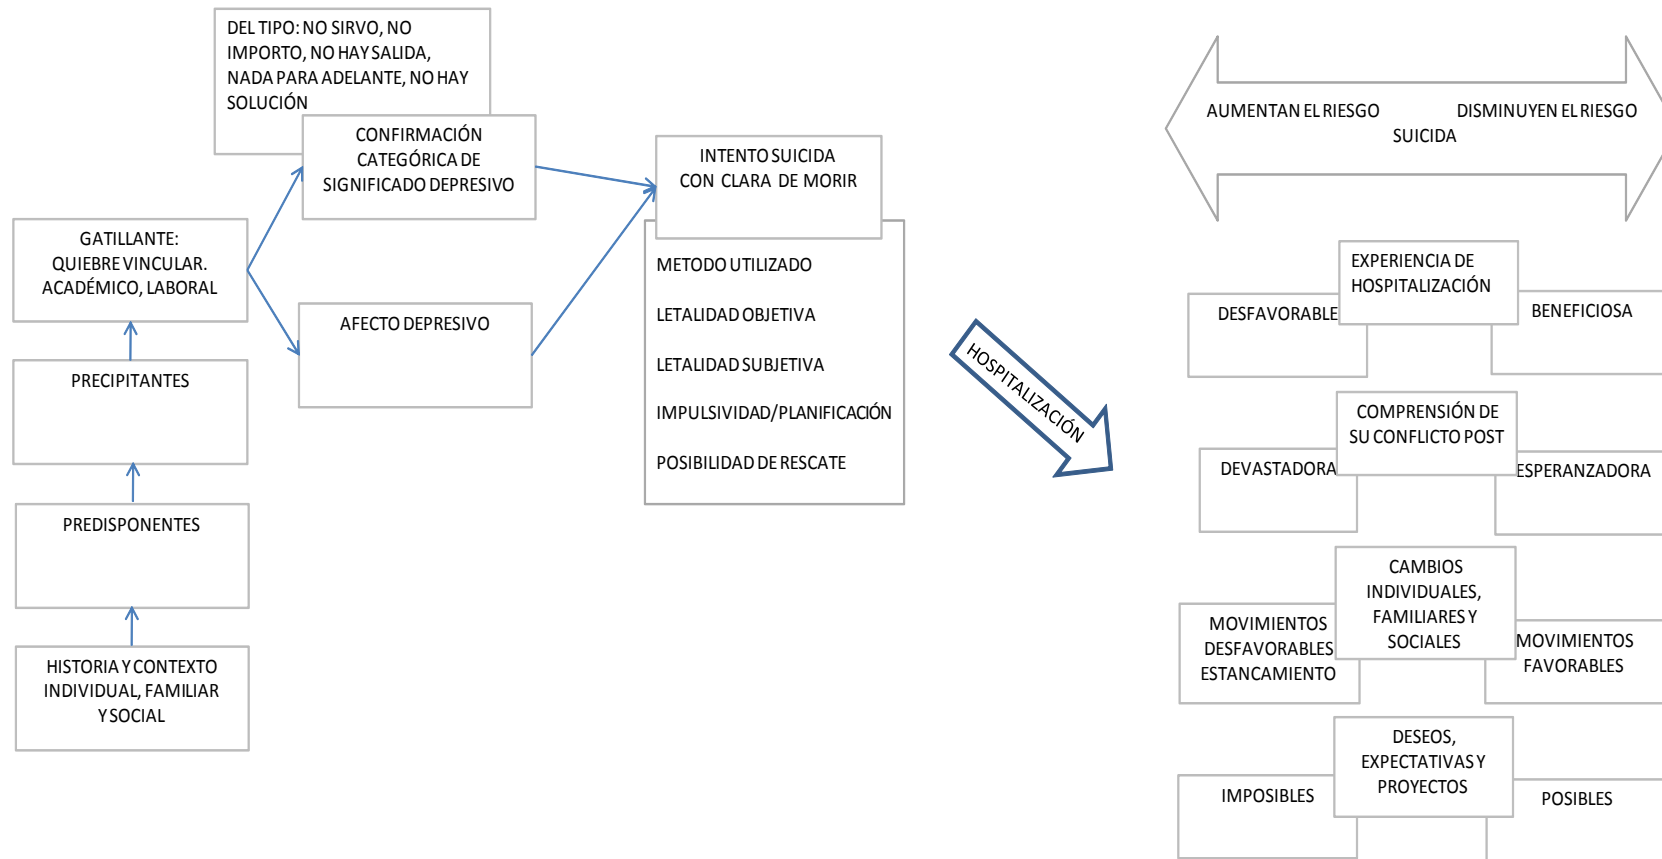 DEL TIPO: NO SIRVO, NO
IMPORTO, NO HAY SALIDA,
NADA PARA ADELANTE, NO HAY
SOLUCIÓN
CONFIRMACIÓN
CATEGÓRICA DE
SIGNIFICADO DEPRESIVO
GATILLANTE:
QUIEBRE VINCULAR.
ACADÉMICO, LABORAL
AFECTO DEPRESIVO
PRECIPITANTES
PREDISPONENTES
HISTORIA Y CONTEXTO
INDIVIDUAL, FAMILIAR
Y SOCIAL
INTENTO SUICIDA
CON CLARA DE MORIR
METODO UTILIZADO
LETALIDAD OBJETIVA
LETALIDAD SUBJETIVA
IMPULSIVIDAD/PLANIFICACIÓN
POSIBILIDAD DE RESCATE
HOSPITALIZACIÓN
AUMENTAN EL RIESGO DISMINUYEN EL RIESGO
SUICIDA
EXPERIENCIA DE
HOSPITALIZACIÓN
DESFAVORABLE
BENEFICIOSA
COMPRENSIÓN DE
SU CONFLICTO POST
DEVASTADORA
ESPERANZADORA
CAMBIOS
INDIVIDUALES,
FAMILIARES Y
SOCIALES
MOVIMIENTOS
DESFAVORABLES
ESTANCAMIENTO
MOVIMIENTOS
FAVORABLES
DESEOS,
EXPECTATIVAS Y
PROYECTOS
IMPOSIBLES
POSIBLES